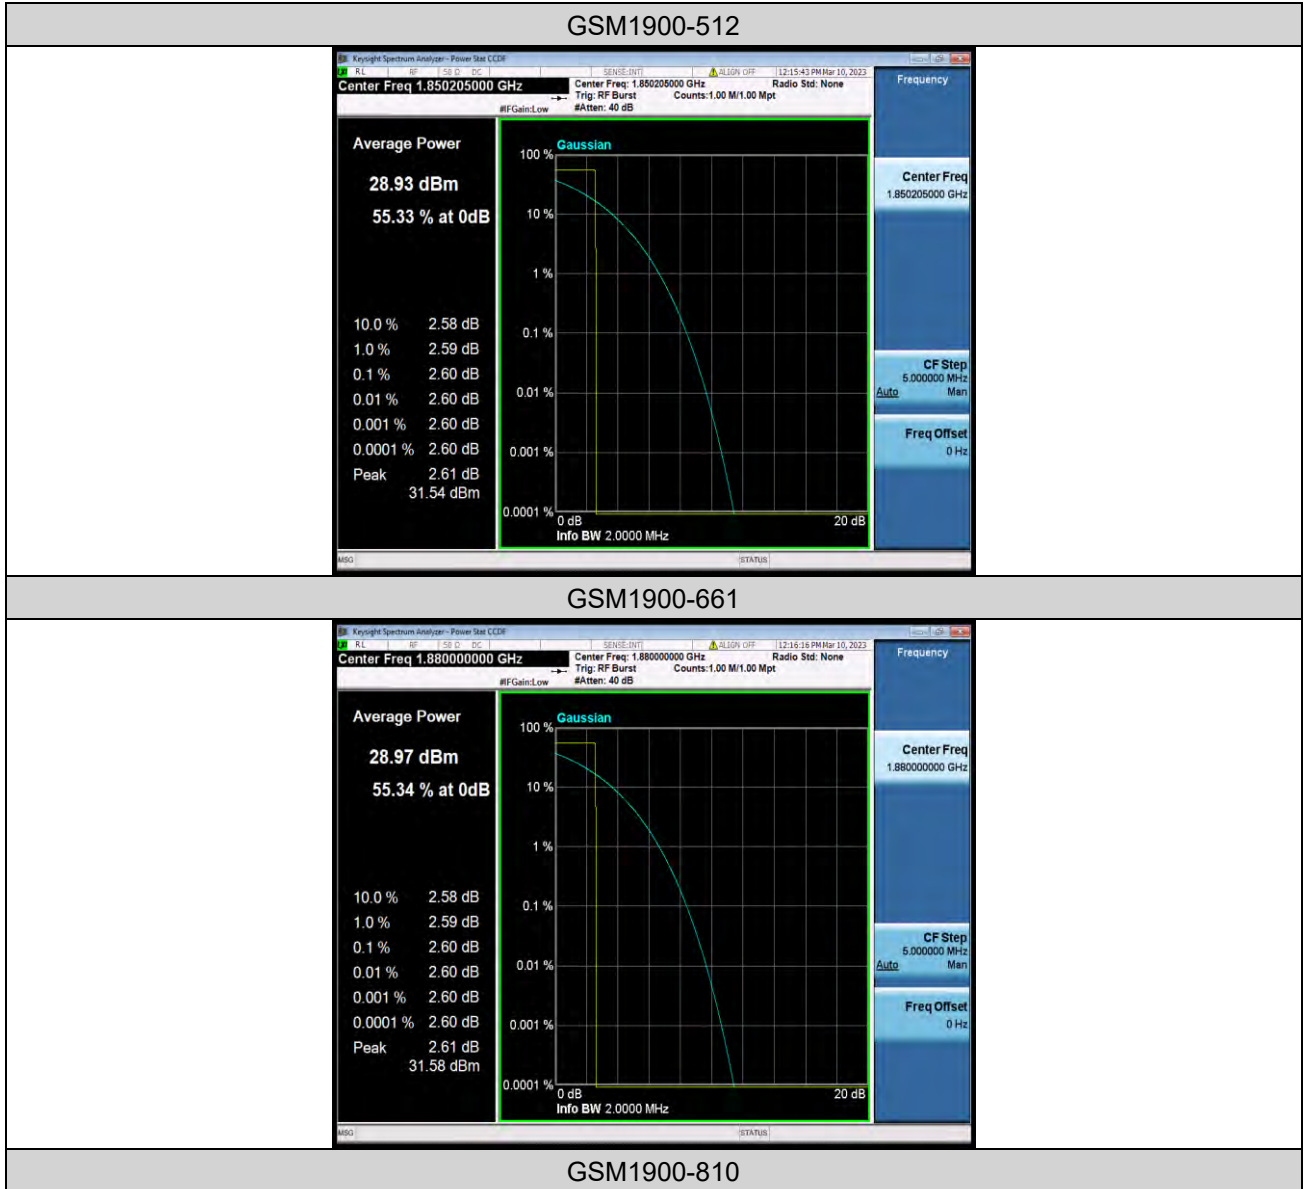 GSM1900-512
Keysight Spectrum Analyzer - Power Stat CCDF
RL RF 50 Ω DC SENSE:INT ALIGN OFF 12:15:43 PM Mar 10, 2023
Center Freq 1.850205000 GHz
Center Freq: 1.850205000 GHz Radio Std: None
Trig: RF Burst Counts:1.00 M/1.00 Mpt
#IFGain:Low #Atten: 40 dB
Frequency
Average Power
28.93 dBm
55.33 % at 0dB
10.0 % 2.58 dB
1.0 % 2.59 dB
0.1 % 2.60 dB
0.01 % 2.60 dB
0.001 % 2.60 dB
0.0001 % 2.60 dB
Peak 2.61 dB
31.54 dBm
Gaussian
100 %
10 %
1 %
0.1 %
0.01 %
0.001 %
0.0001 %
0 dB 20 dB
Info BW 2.0000 MHz
Center Freq
1.850205000 GHz
CF Step
5.000000 MHz
Auto Man
Freq Offset
0 Hz
MSG STATUS
GSM1900-661
Keysight Spectrum Analyzer - Power Stat CCDF
RL RF 50 Ω DC SENSE:INT ALIGN OFF 12:16:16 PM Mar 10, 2023
Center Freq 1.880000000 GHz
Center Freq: 1.880000000 GHz Radio Std: None
Trig: RF Burst Counts:1.00 M/1.00 Mpt
#IFGain:Low #Atten: 40 dB
Frequency
Average Power
28.97 dBm
55.34 % at 0dB
10.0 % 2.58 dB
1.0 % 2.59 dB
0.1 % 2.60 dB
0.01 % 2.60 dB
0.001 % 2.60 dB
0.0001 % 2.60 dB
Peak 2.61 dB
31.58 dBm
Gaussian
100 %
10 %
1 %
0.1 %
0.01 %
0.001 %
0.0001 %
0 dB 20 dB
Info BW 2.0000 MHz
Center Freq
1.880000000 GHz
CF Step
5.000000 MHz
Auto Man
Freq Offset
0 Hz
MSG STATUS
GSM1900-810